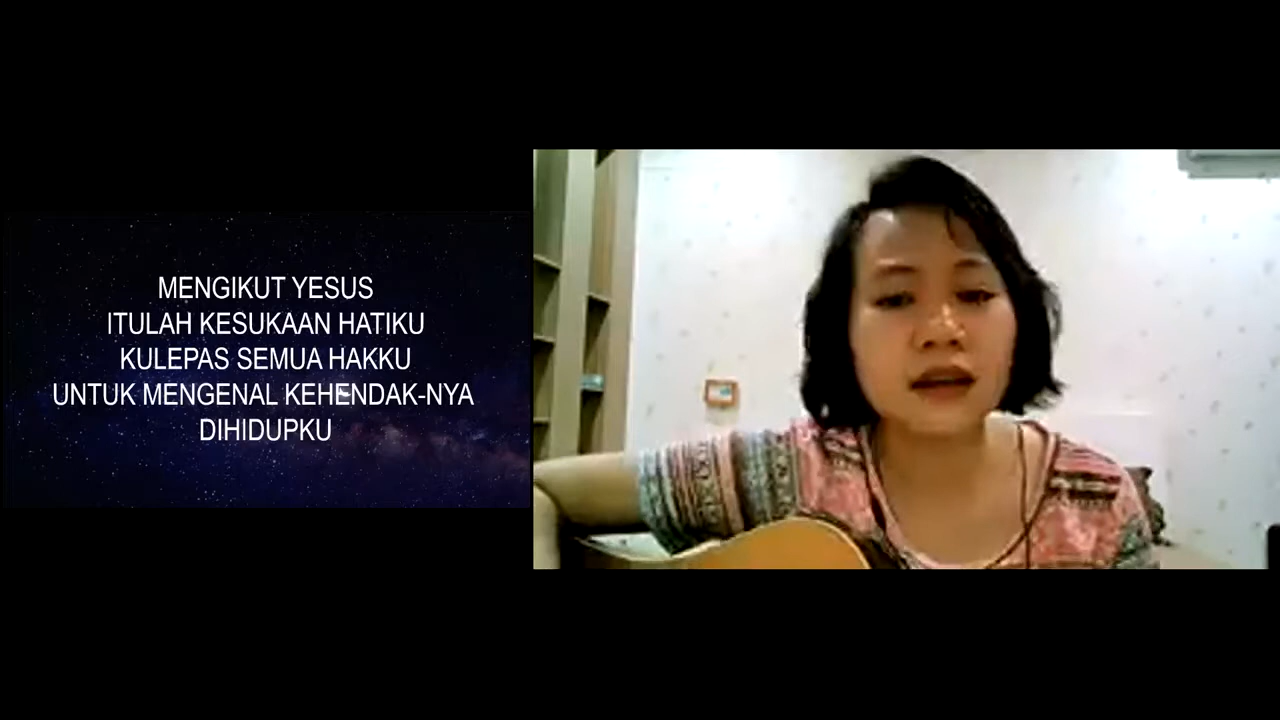 MENGIKUT YESUS
ITULAH KESUKAAN HATIKU
KULEPAS SEMUA HAKKU
UNTUK MENGENAL KEHENDAK-NYA
DIHIDUPKU